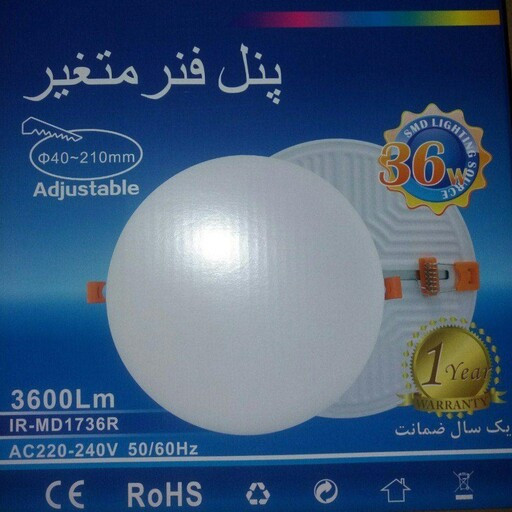 پنل فنر متغیر
Φ40~210mm
Adjustable
SMD LIGHTING SOURCE
36W
1 Year
WARRANTY
یک سال ضمانت
3600Lm
IR-MD1736R
AC220-240V 50/60Hz
CE RoHS